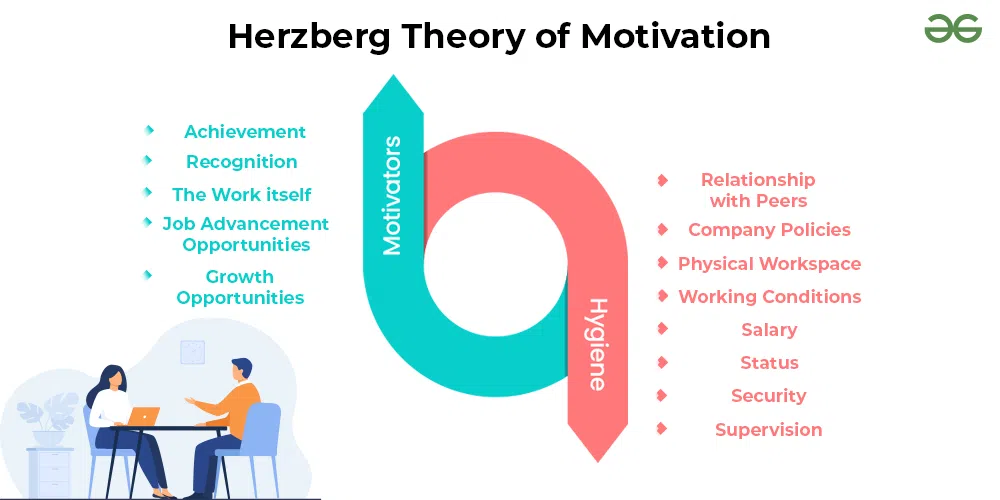 Herzberg Theory of Motivation
Achievement
Recognition
The Work itself
Job Advancement
Opportunities
Growth
Opportunities
Motivators
Hygiene
Relationship
with Peers
Company Policies
Physical Workspace
Working Conditions
Salary
Status
Security
Supervision